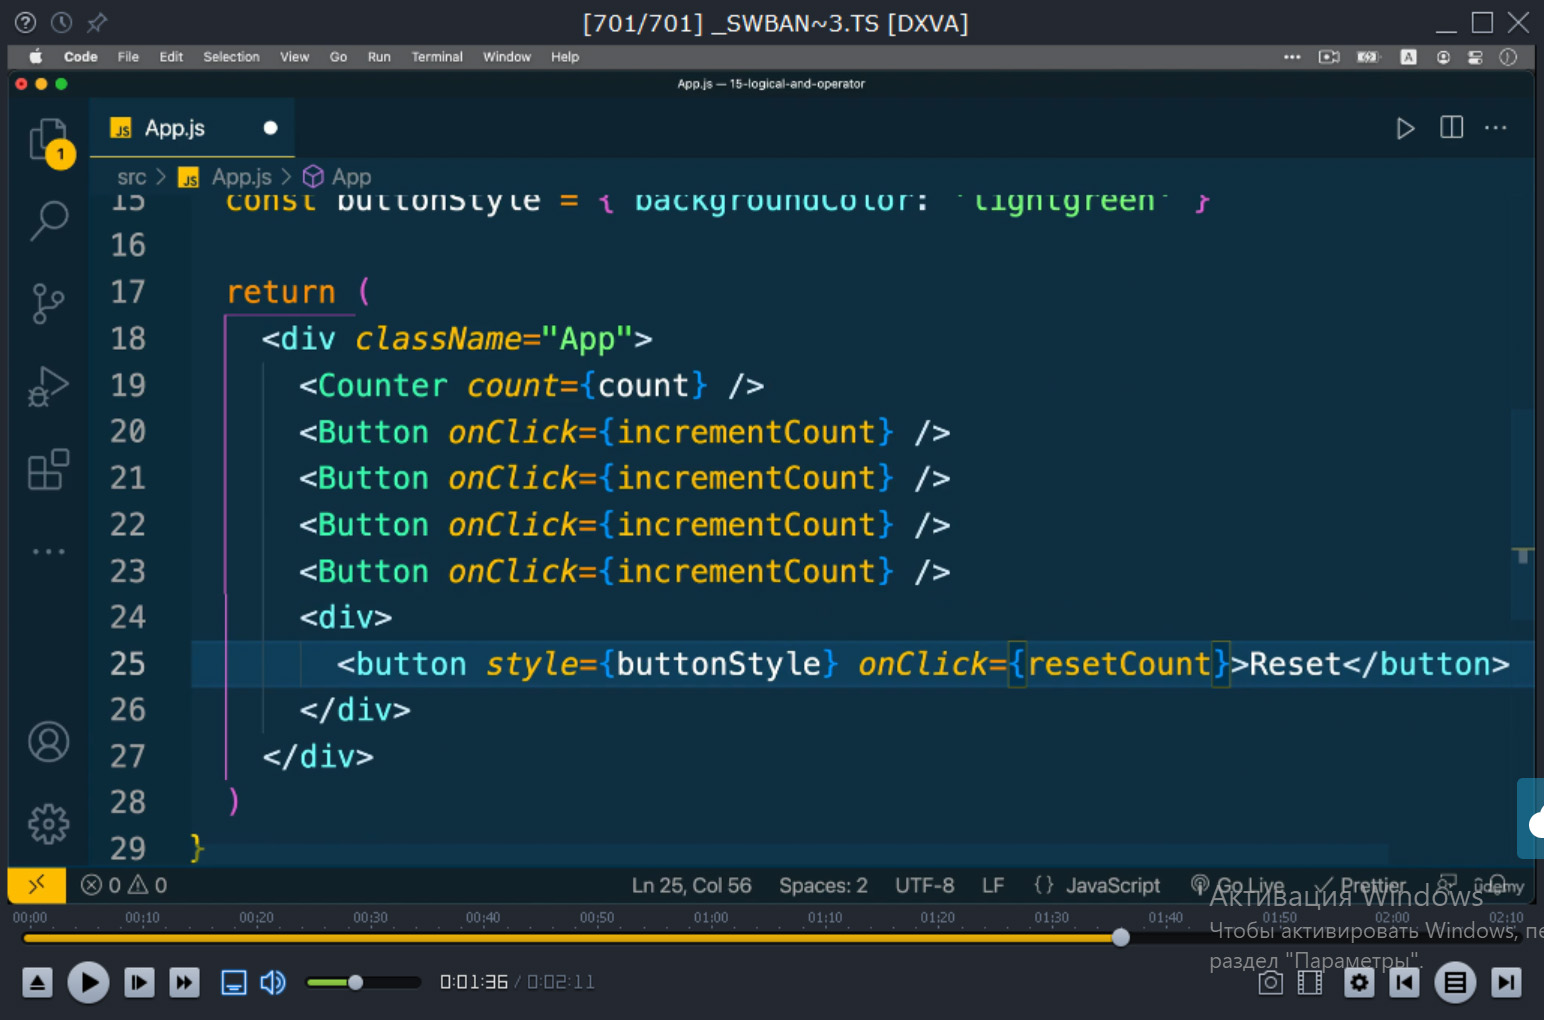 [701/701] _SWBAN~3.TS [DXVA]
Code File Edit Selection View Go Run Terminal Window Help
A
App.js — 15-logical-and-operator
JS App.js
1
src > JS App.js > App
15 const buttonStyle = { backgroundColor: 'lightgreen' }
16
17 return (
18 <div className="App">
19 <Counter count={count} />
20 <Button onClick={incrementCount} />
21 <Button onClick={incrementCount} />
22 <Button onClick={incrementCount} />
23 <Button onClick={incrementCount} />
24 <div>
25 <button style={buttonStyle} onClick={resetCount}>Reset</button>
26 </div>
27 </div>
28 )
29 }
0 0 Ln 25, Col 56 Spaces: 2 UTF-8 LF {} JavaScript Go Live Prettier ûdemy
Активация Windows
00:00 00:10 00:20 00:30 00:40 00:50 01:00 01:10 01:20 01:30 01:40 01:50 02:00 02:10
Чтобы активировать Windows, пе
раздел "Параметры".
0:01:36 / 0:02:11